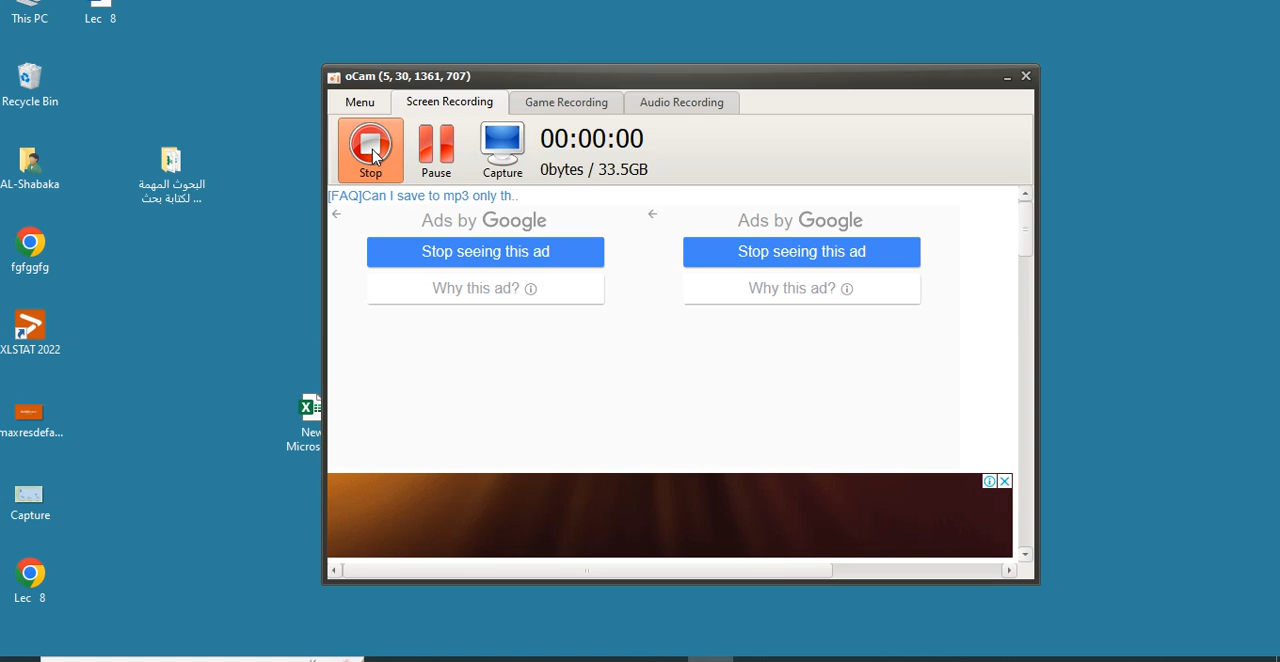 This PC
Lec 8
Recycle Bin
AL-Shabaka
البحوث المهمة
لكتابة بحث ...
fgfggfg
XLSTAT 2022
maxresdefa...
New
Micros
Capture
Lec 8
oCam (5, 30, 1361, 707)
Menu
Screen Recording
Game Recording
Audio Recording
Stop
Pause
Capture
00:00:00
0bytes / 33.5GB
[FAQ]Can I save to mp3 only th..
Ads by Google
Stop seeing this ad
Why this ad?
Ads by Google
Stop seeing this ad
Why this ad?